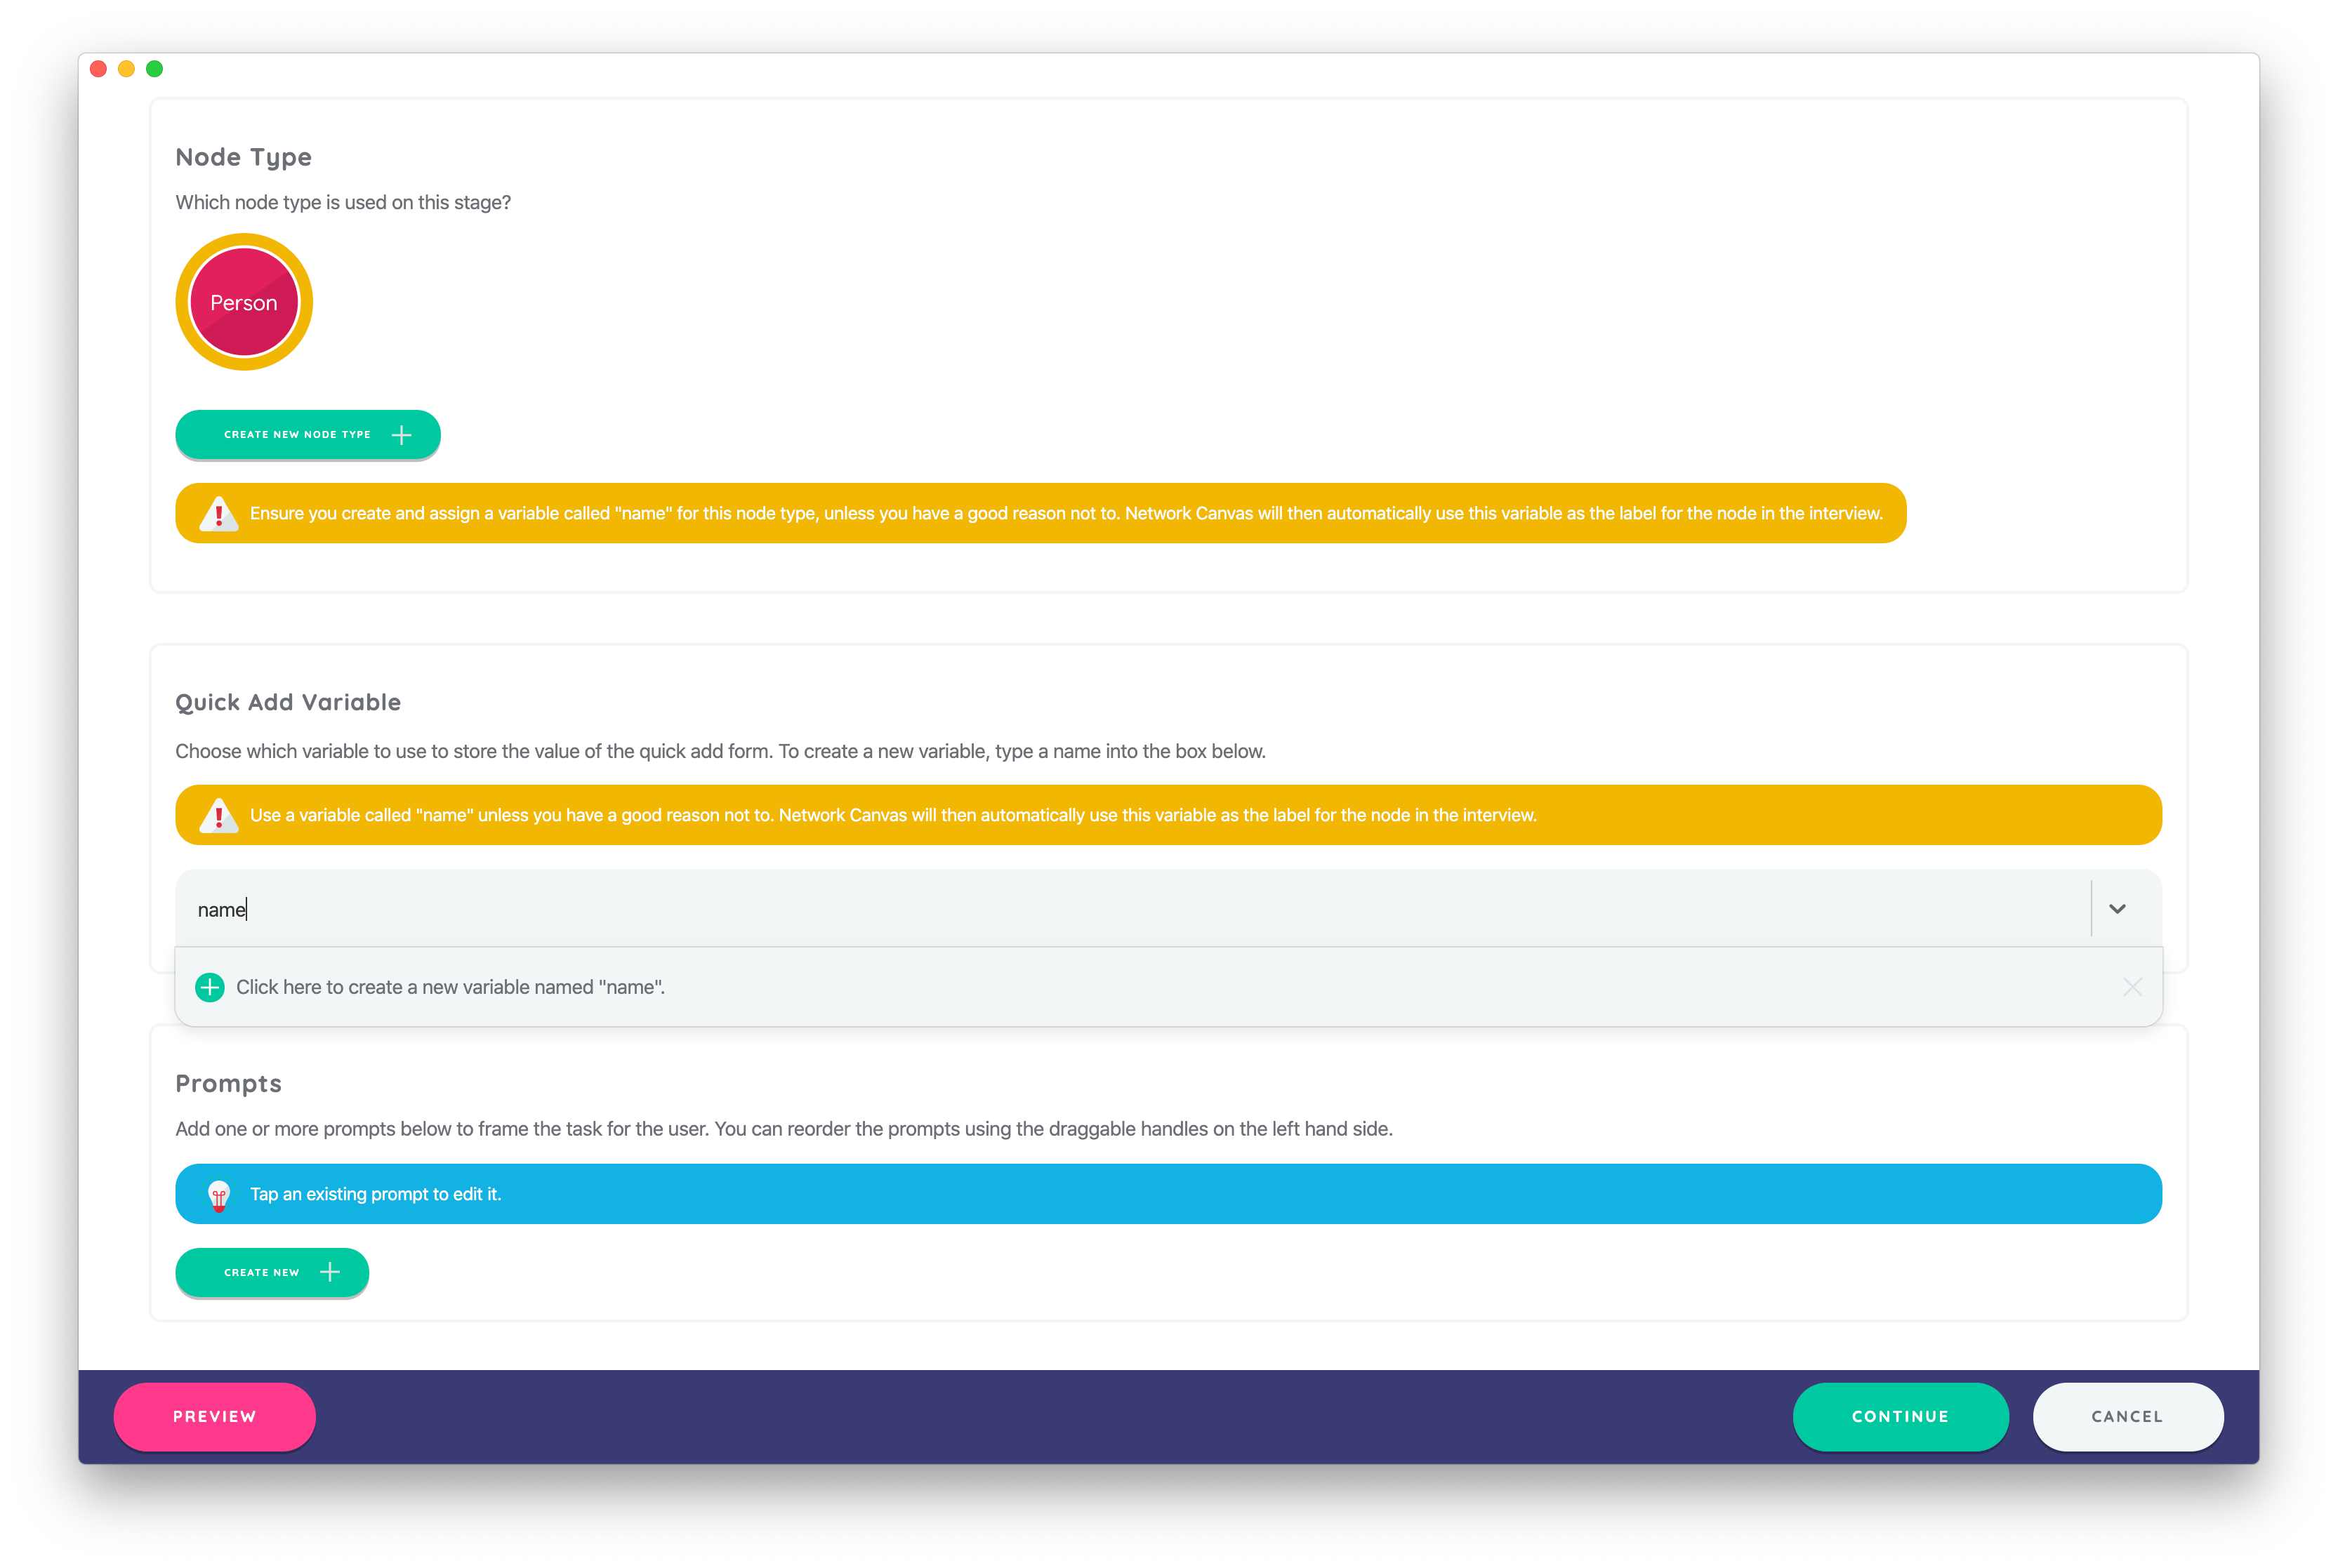 Node Type
Which node type is used on this stage?
Person
CREATE NEW NODE TYPE
Ensure you create and assign a variable called "name" for this node type, unless you have a good reason not to. Network Canvas will then automatically use this variable as the label for the node in the interview.
Quick Add Variable
Choose which variable to use to store the value of the quick add form. To create a new variable, type a name into the box below.
Use a variable called "name" unless you have a good reason not to. Network Canvas will then automatically use this variable as the label for the node in the interview.
name
Click here to create a new variable named "name".
Prompts
Add one or more prompts below to frame the task for the user. You can reorder the prompts using the draggable handles on the left hand side.
Tap an existing prompt to edit it.
CREATE NEW
PREVIEW
CONTINUE
CANCEL